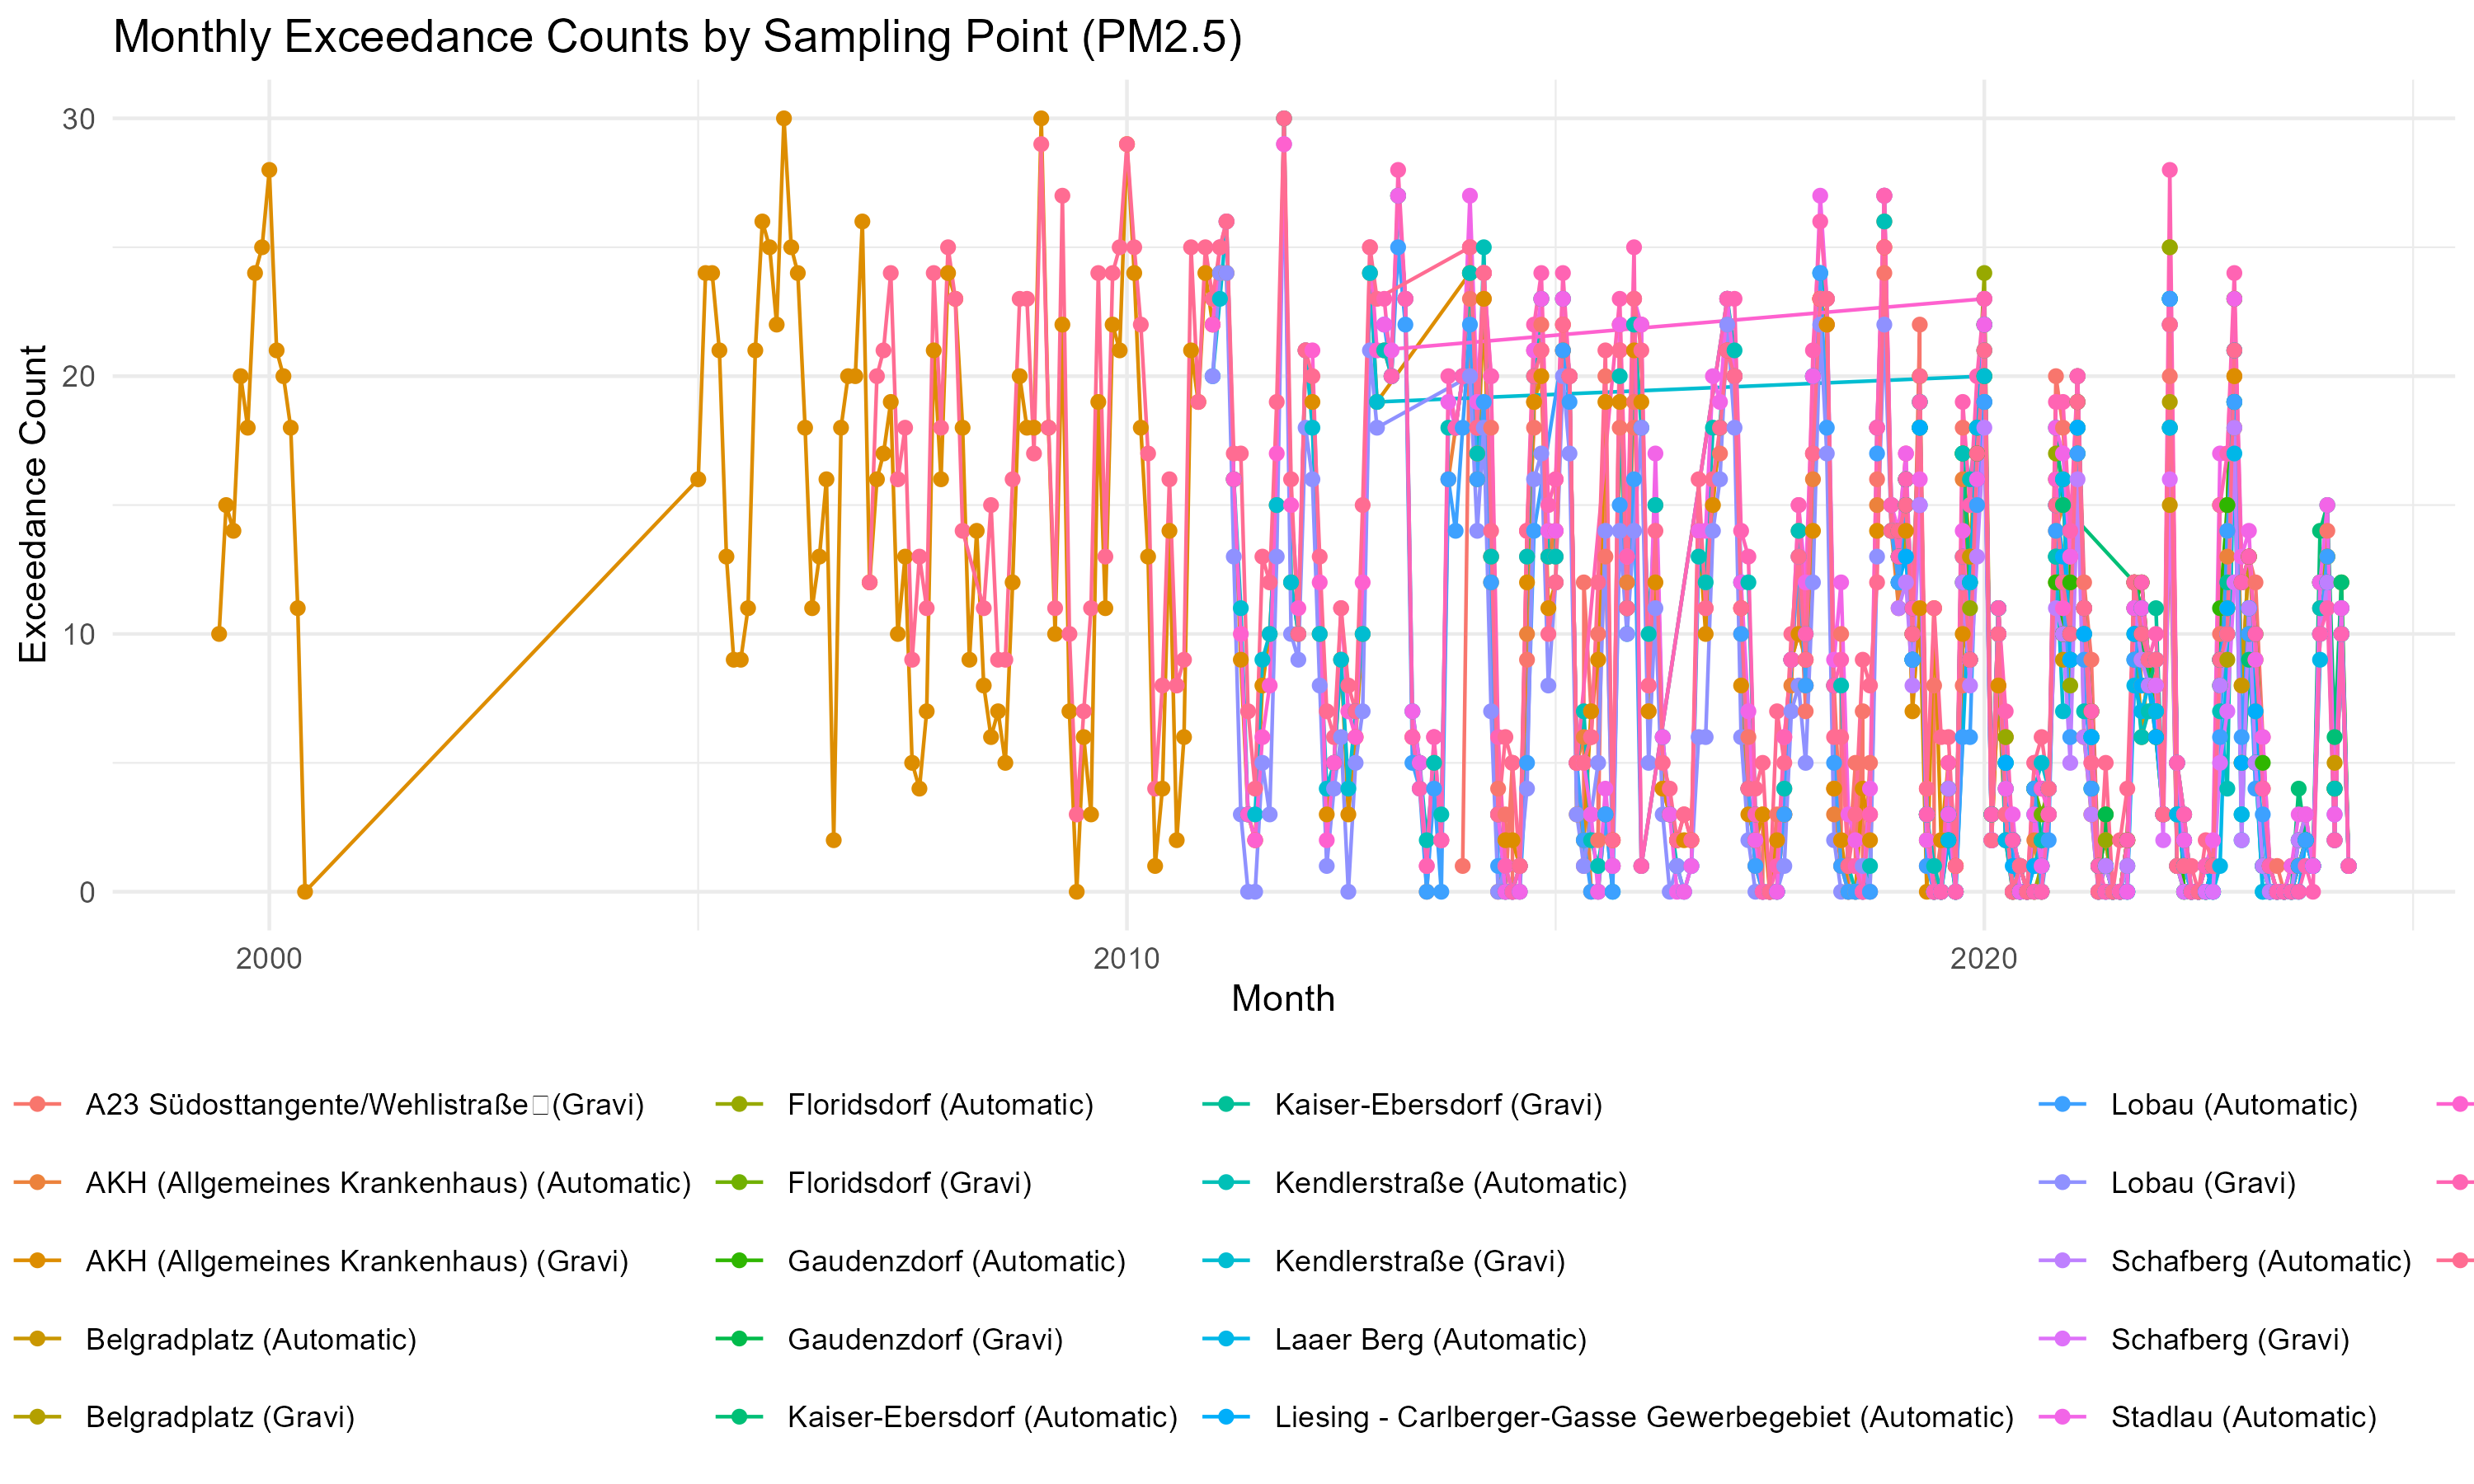 Monthly Exceedance Counts by Sampling Point (PM2.5)
30
20
10
0
Exceedance Count
2000 2010 2020
Month
A23 Südosttangente/Wehlistraße (Gravi)
AKH (Allgemeines Krankenhaus) (Automatic)
AKH (Allgemeines Krankenhaus) (Gravi)
Belgradplatz (Automatic)
Belgradplatz (Gravi)
Floridsdorf (Automatic)
Floridsdorf (Gravi)
Gaudenzdorf (Automatic)
Gaudenzdorf (Gravi)
Kaiser-Ebersdorf (Automatic)
Kaiser-Ebersdorf (Gravi)
Kendlerstraße (Automatic)
Kendlerstraße (Gravi)
Laaer Berg (Automatic)
Liesing - Carlberger-Gasse Gewerbegebiet (Automatic)
Lobau (Automatic)
Lobau (Gravi)
Schafberg (Automatic)
Schafberg (Gravi)
Stadlau (Automatic)